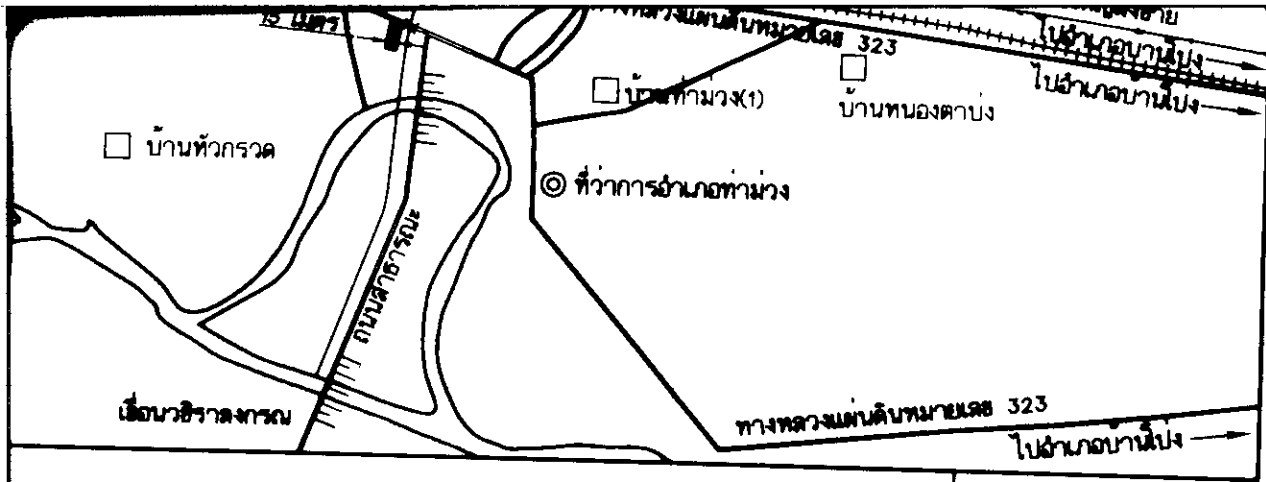 15 เมตร
ทางหลวงแผ่นดินหมายเลข 323
ไปอำเภอบ้านโป่ง
ไปอำเภอบ้านโป่ง
บ้านท่าม่วง(1)
บ้านหนองตาบ่ง
บ้านหัวกรวด
ที่ว่าการอำเภอท่าม่วง
ถนนสาธารณะ
เขื่อนวชิราลงกรณ
ทางหลวงแผ่นดินหมายเลข 323
ไปอำเภอบ้านโป่ง